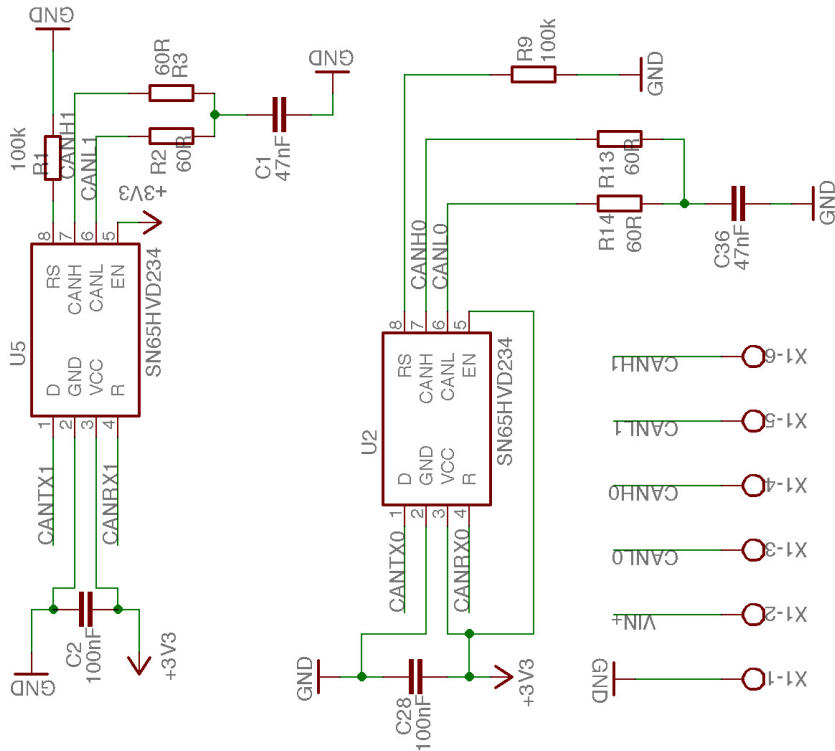 GND
60R
R3
GND
100k
R1
CANH1
CANL1
R2
60R
C1
47nF
+3V3
8
7
6
5
RS
CANH
CANL
EN
U5
SN65HVD234
D
GND
VCC
R
1
2
3
4
CANTX1
CANRX1
C2
100nF
GND
+3V3
R9
100k
GND
R13
60R
R14
60R
C36
47nF
GND
CANH0
CANL0
8
7
6
5
RS
CANH
CANL
EN
U2
SN65HVD234
D
GND
VCC
R
1
2
3
4
CANTX0
CANRX0
GND
C28
100nF
+3V3
CANH1
X1-6
CANL1
X1-5
CANH0
X1-4
CANL0
X1-3
VIN+
X1-2
GND
X1-1